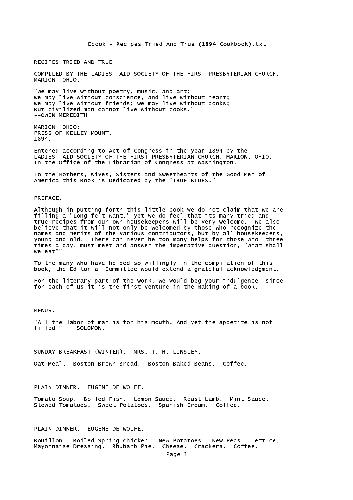 Ebook - Recipes Tried And True (1894 Cookbook).txt
RECIPES TRIED AND TRUE
COMPILED BY THE LADIES' AID SOCIETY OF THE FIRST PRESBYTERIAN CHURCH,
MARION, OHIO.
"We may live without poetry, music, and art;
We may live without conscience, and live without heart;
We may live without friends; we may live without books;
But civilized man cannot live without cooks."
--OWEN MEREDITH
MARION, OHIO:
PRESS OF KELLEY MOUNT.
1894.
Entered according to Act of Congress in the year 1894 by the
LADIES' AID SOCIETY OF THE FIRST PRESBYTERIAN CHURCH, MARION, OHIO,
in the Office of the Librarian of Congress at Washington.
To the Mothers, Wives, Sisters and Sweethearts of the Good Men of
America this Book is Dedicated by the "TRUE BLUES."
PREFACE.
Although in putting forth this little book we do not claim that we are
filling a "long felt want," yet we do feel that its many tried and
true recipes from our own housekeepers will be very welcome. We also
believe that it will not only be welcomed by those who recognize the
names and merits of the various contributors, but by all housekeepers,
young and old. There can never be too many helps for those who, three
times a day, must meet and answer the imperative question, "What shall
we eat?"
To the many who have helped so willingly in the compilation of this
book, the Editorial Committee would extend a grateful acknowledgment.
For the literary part of the work, we would beg your indulgence, since
for each of us it is the first venture in the making of a book.
MENUS.
"All the labor of man is for his mouth, and yet the appetite is not
filled." --SOLOMON.
SUNDAY BREAKFAST (WINTER). MRS. T. H. LINSLEY.
Oat Meal. Boston Brown Bread. Boston Baked Beans. Coffee.
PLAIN DINNER. EUGENE DE WOLFE.
Tomato Soup. Boiled Fish. Lemon Sauce. Roast Lamb. Mint Sauce.
Stewed Tomatoes. Sweet Potatoes. Spanish Cream. Coffee.
PLAIN DINNER. EUGENE DE WOLFE.
Bouillon. Boiled Spring Chicken. New Potatoes. New Peas. Lettuce,
Mayonnaise Dressing. Rhubarb Pie. Cheese. Crackers. Coffee.
Page 1